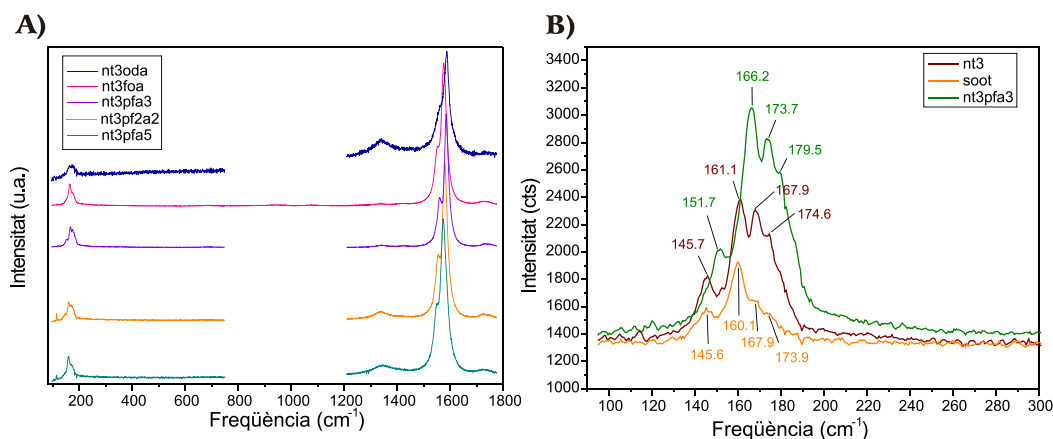 A)
nt3oda
nt3foa
nt3pfa3
nt3pf2a2
nt3pfa5
Intensitat (u.a.)
200 400 600 800 1000 1200 1400 1600 1800
Freqüència (cm-1)
B)
3400
3200
3000
2800
2600
2400
2200
2000
1800
1600
1400
1200
1000
Intensitat (cts)
nt3
soot
nt3pfa3
166.2
173.7
179.5
161.1
167.9
151.7
174.6
145.7
160.1
167.9
145.6
173.9
100 120 140 160 180 200 220 240 260 280 300
Freqüència (cm-1)